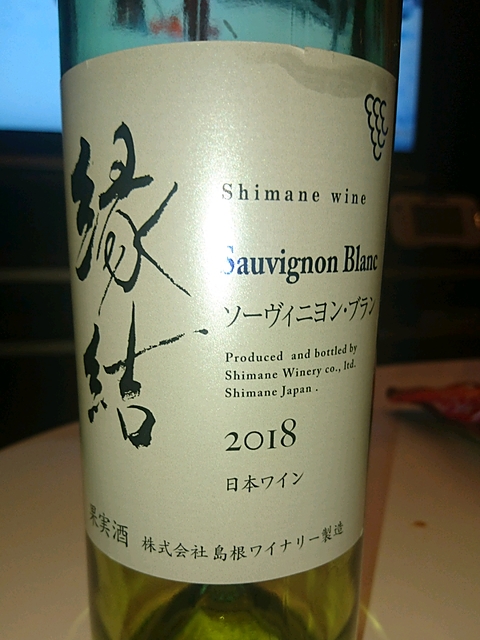 縁結
Shimane wine
Sauvignon Blanc
ソーヴィニヨン・ブラン
Produced and bottled by
Shimane Winery co., ltd.
Shimane Japan .
2018
日本ワイン
果実酒 株式会社島根ワイナリー製造